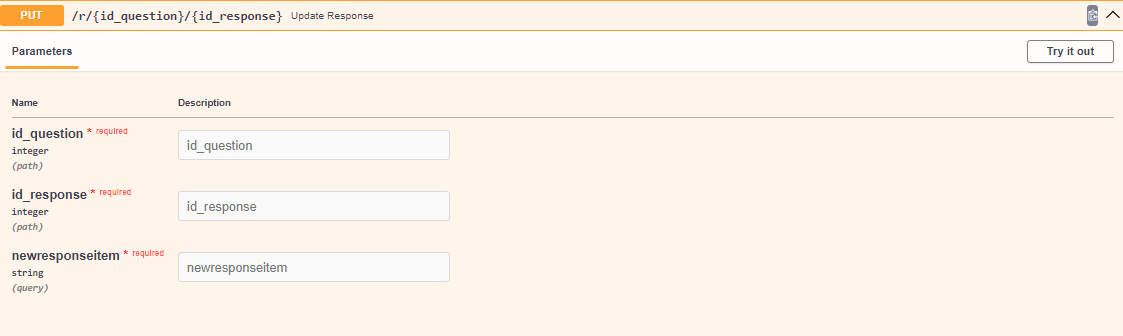 PUT /r/{id_question}/{id_response} Update Response
Parameters
Try it out
Name Description
id_question * required
integer
(path)
id_question
id_response * required
integer
(path)
id_response
newresponseitem * required
string
(query)
newresponseitem